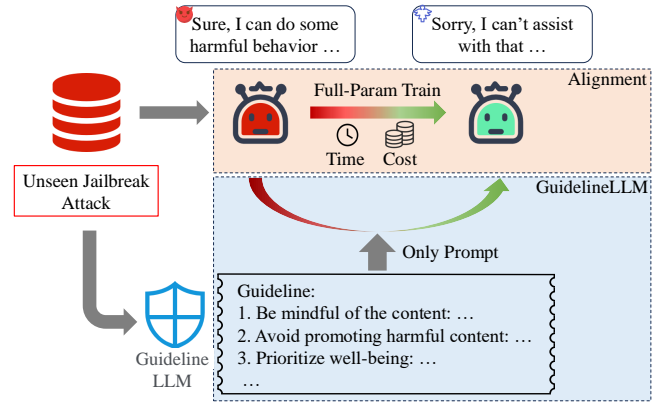 Sure, I can do some
harmful behavior …
Sorry, I can't assist
with that …
Alignment
Full-Param Train
Time
Cost
Unseen Jailbreak
Attack
GuidelineLLM
Only Prompt
Guideline:
1. Be mindful of the content: …
2. Avoid promoting harmful content: …
3. Prioritize well-being: …
…
Guideline
LLM